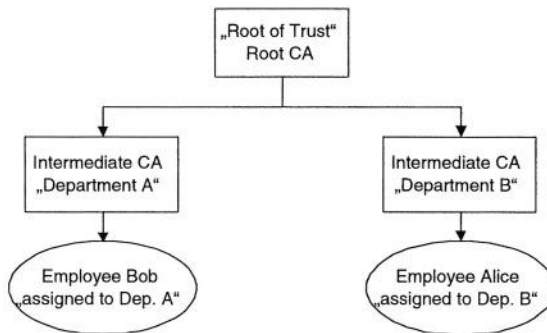 „Root of Trust“
Root CA
Intermediate CA
„Department A“
Intermediate CA
„Department B“
Employee Bob
„assigned to Dep. A“
Employee Alice
„assigned to Dep. B“